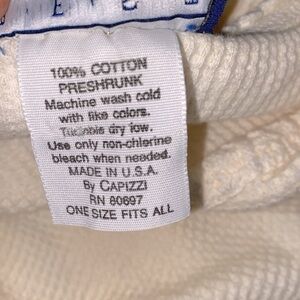 100% COTTON
PRESHRUNK
Machine wash cold
with like colors.
Tumble dry low.
Use only non-chlorine
bleach when needed.
MADE IN U.S.A.
By CAPIZZI
RN 80697
ONE SIZE FITS ALL